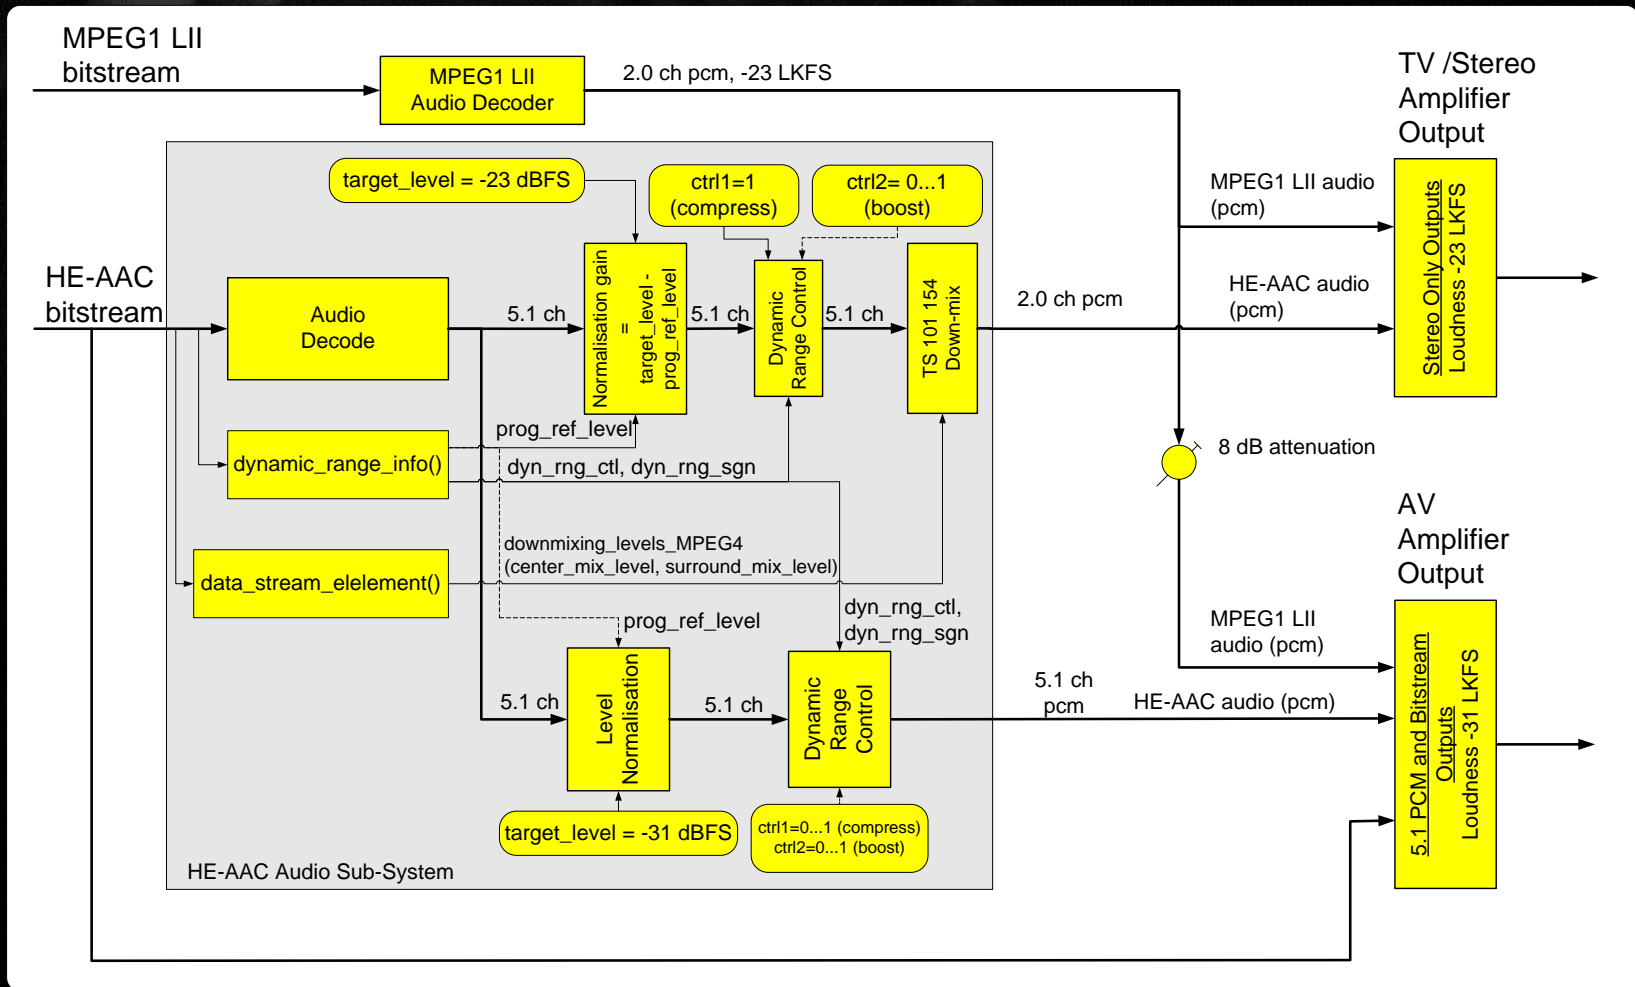 MPEG1 LII
bitstream
MPEG1 LII
Audio Decoder
2.0 ch pcm, -23 LKFS
TV /Stereo
Amplifier
Output
target_level = -23 dBFS
ctrl1=1
(compress)
ctrl2= 0...1
(boost)
MPEG1 LII audio
(pcm)
Stereo Only Outputs
Loudness -23 LKFS
HE-AAC
bitstream
Audio
Decode
5.1 ch
Normalisation gain
=
target_level -
prog_ref_level
5.1 ch
Dynamic
Range Control
5.1 ch
TS 101 154
Down-mix
2.0 ch pcm
HE-AAC audio
(pcm)
prog_ref_level
dynamic_range_info()
dyn_rng_ctl, dyn_rng_sgn
8 dB attenuation
AV
Amplifier
Output
downmixing_levels_MPEG4
(center_mix_level, surround_mix_level)
data_stream_elelement()
prog_ref_level
dyn_rng_ctl,
dyn_rng_sgn
MPEG1 LII
audio (pcm)
5.1 ch
Level
Normalisation
5.1 ch
Dynamic
Range
Control
5.1 ch
pcm
HE-AAC audio (pcm)
5.1 PCM and Bitstream
Outputs
Loudness -31 LKFS
target_level = -31 dBFS
ctrl1=0...1 (compress)
ctrl2=0...1 (boost)
HE-AAC Audio Sub-System